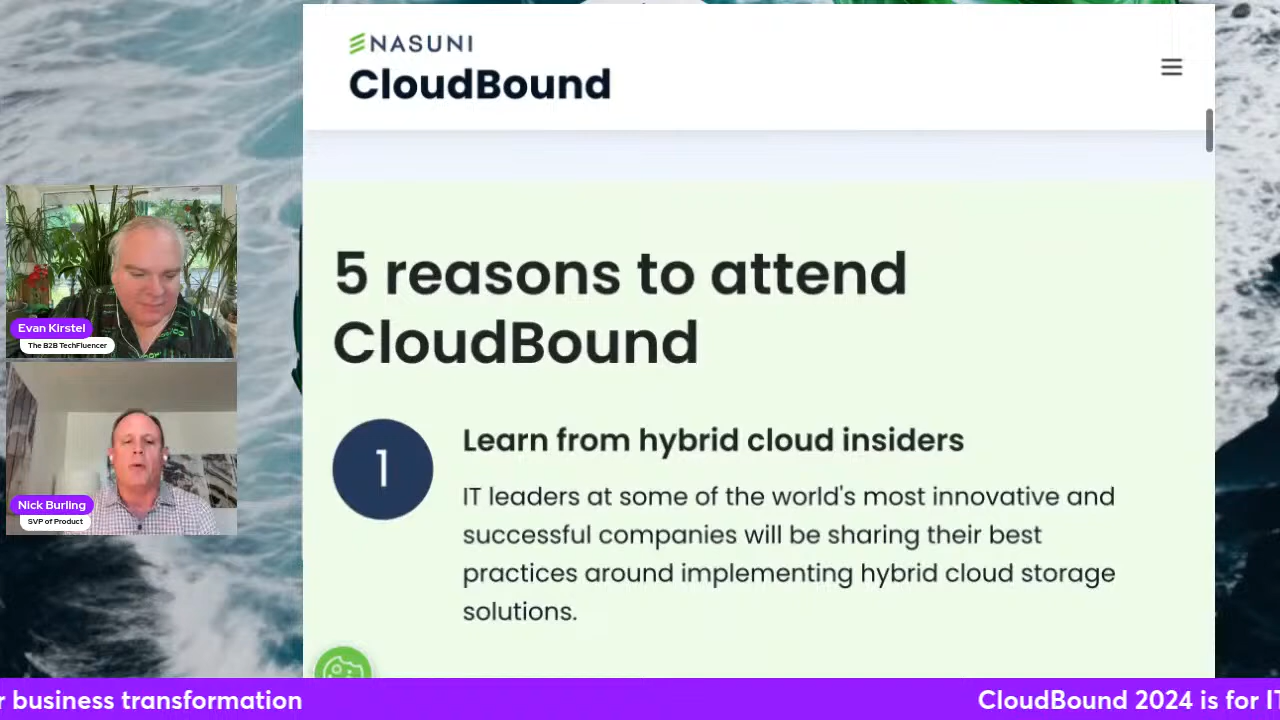 NASUNI
CloudBound
5 reasons to attend
CloudBound
1
Learn from hybrid cloud insiders
IT leaders at some of the world's most innovative and
successful companies will be sharing their best
practices around implementing hybrid cloud storage
solutions.
Evan Kirstel
The B2B TechFluencer
Nick Burling
SVP of Product
r business transformation
CloudBound 2024 is for IT